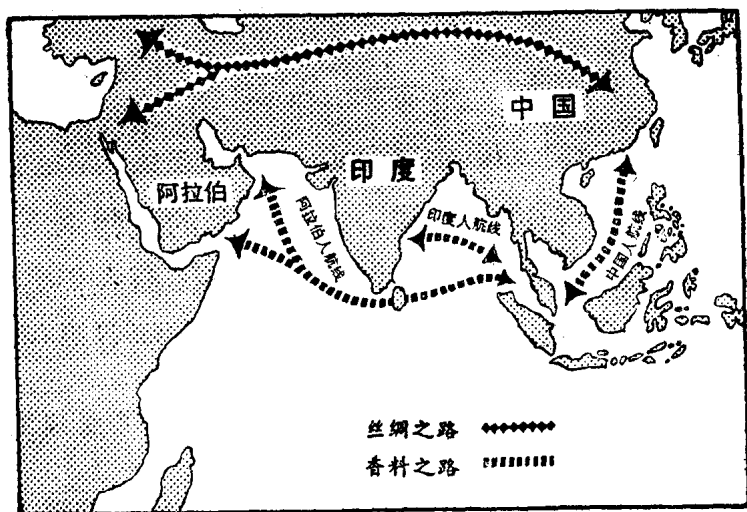 中国
印度
阿拉伯
阿拉伯人航线
印度人航线
中国人航线
丝绸之路
香料之路